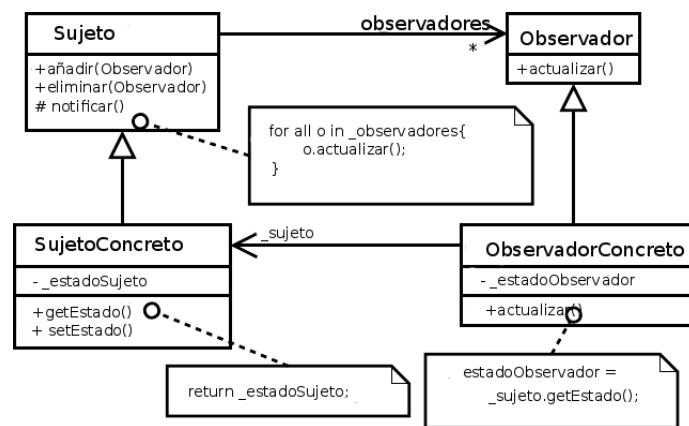 Sujeto
+añadir(Observador)
+eliminar(Observador)
# notificar()
observadores
*
Observador
+actualizar()
for all o in _observadores{
o.actualizar();
}
SujetoConcreto
- _estadoSujeto
+getEstado()
+ setEstado()
_sujeto
ObservadorConcreto
- _estadoObservador
+actualizar()
return _estadoSujeto;
estadoObservador =
_sujeto.getEstado();